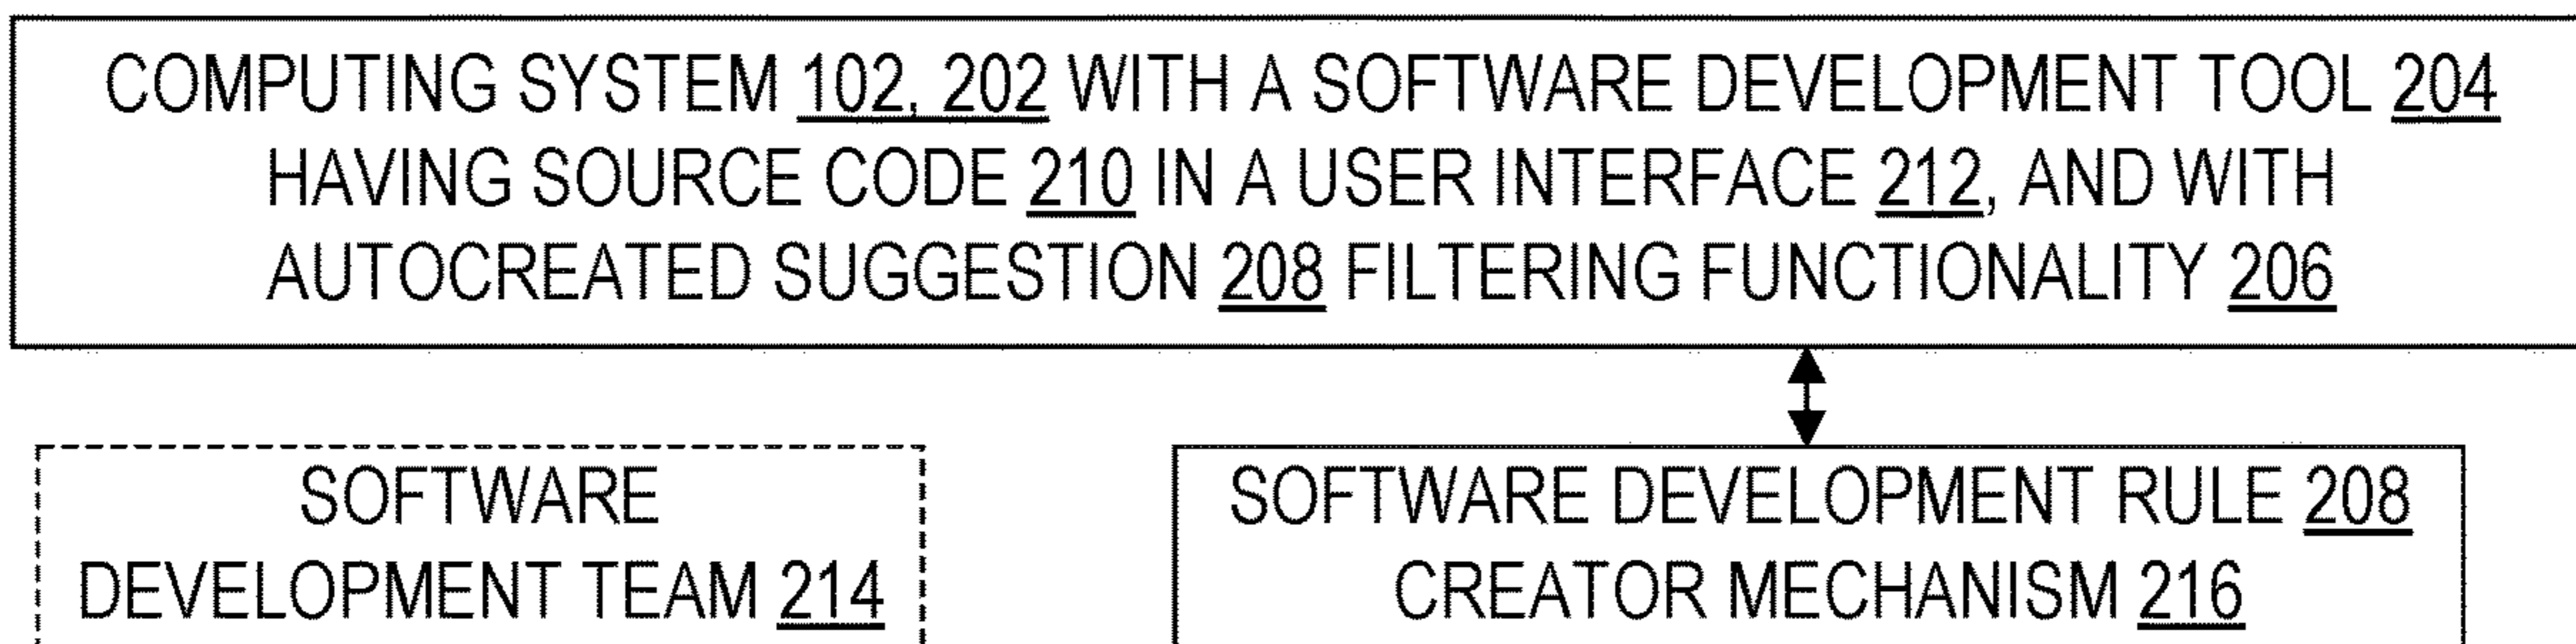 COMPUTING SYSTEM 102, 202 WITH A SOFTWARE DEVELOPMENT TOOL 204
HAVING SOURCE CODE 210 IN A USER INTERFACE 212, AND WITH
AUTOCREATED SUGGESTION 208 FILTERING FUNCTIONALITY 206
SOFTWARE
DEVELOPMENT TEAM 214
SOFTWARE DEVELOPMENT RULE 208
CREATOR MECHANISM 216